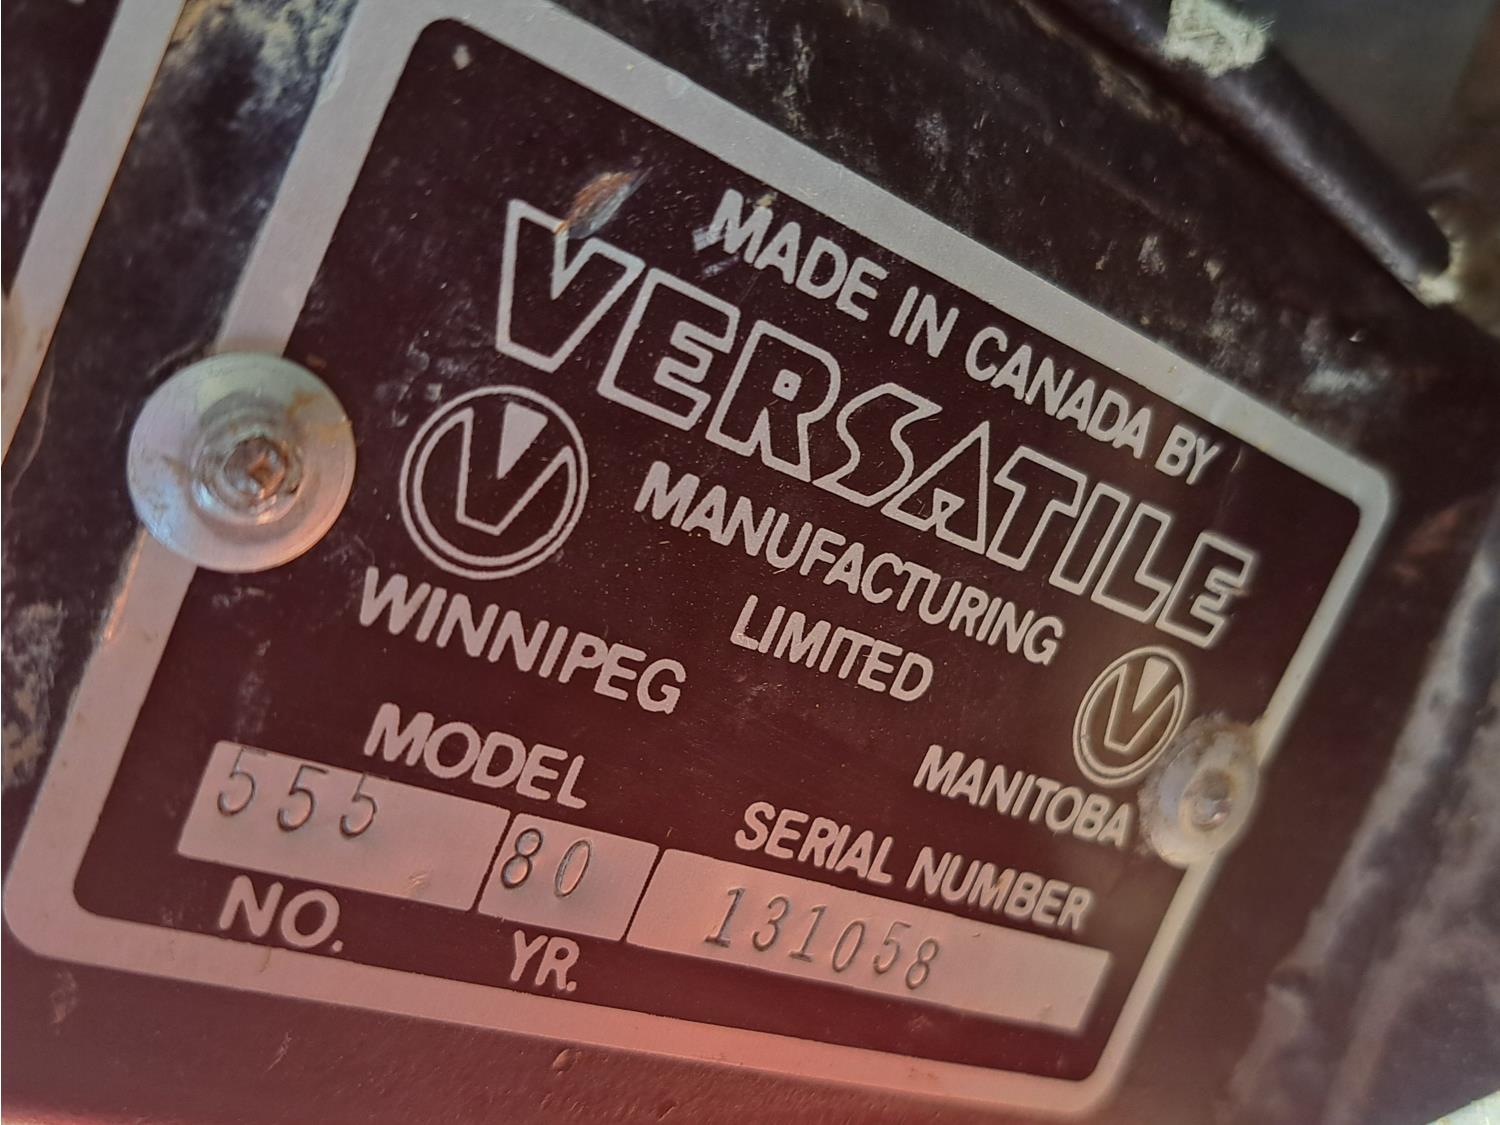 MADE IN CANADA BY
VERSATILE
MANUFACTURING
LIMITED
WINNIPEG
MANITOBA
MODEL
SERIAL NUMBER
555
80
131058
NO.
YR.